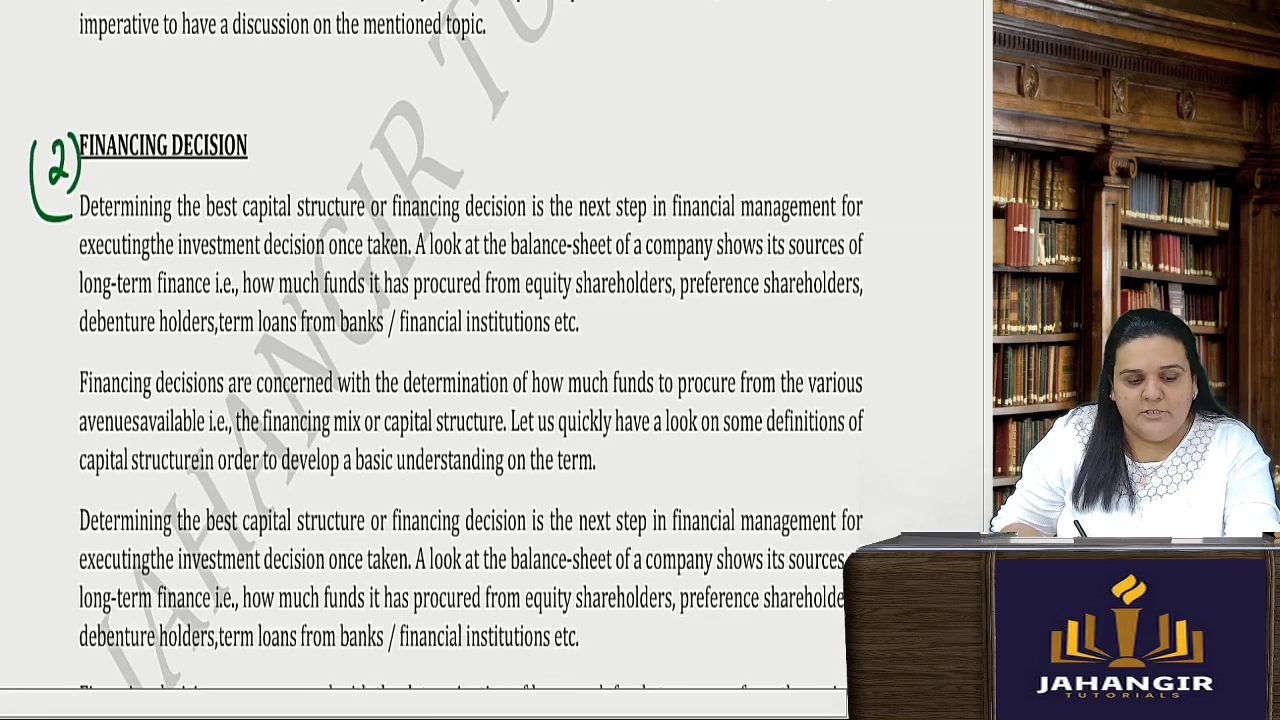 imperative to have a discussion on the mentioned topic.
(2) FINANCING DECISION
Determining the best capital structure or financing decision is the next step in financial management for
executingthe investment decision once taken. A look at the balance-sheet of a company shows its sources of
long-term finance i.e., how much funds it has procured from equity shareholders, preference shareholders,
debenture holders,term loans from banks / financial institutions etc.
Financing decisions are concerned with the determination of how much funds to procure from the various
avenuesavailable i.e., the financing mix or capital structure. Let us quickly have a look on some definitions of
capital structurein order to develop a basic understanding on the term.
Determining the best capital structure or financing decision is the next step in financial management for
executingthe investment decision once taken. A look at the balance-sheet of a company shows its sources
long-term finance i.e., how much funds it has procured from equity shareholders, preference shareholde
debenture holders,term loans from banks / financial institutions etc.
JAHANGIR TU
JAHANGIR
TUTORIALS